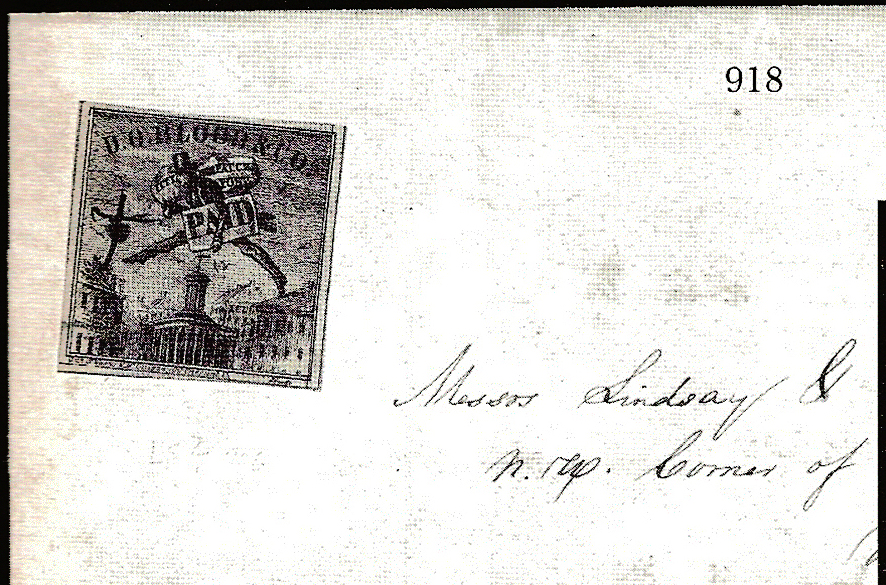 918
D.O. BLOOD & CO.
PAID
Messrs Lindsay &
Corner of